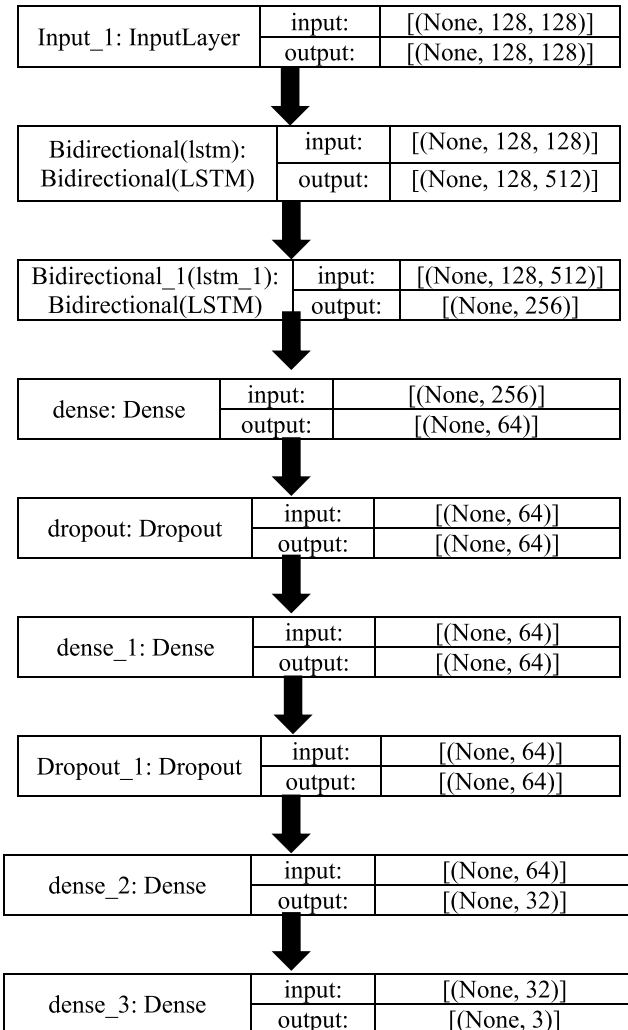 Input_1: InputLayer input: [(None, 128, 128)]
output: [(None, 128, 128)]
Bidirectional(lstm): input: [(None, 128, 128)]
Bidirectional(LSTM) output: [(None, 128, 512)]
Bidirectional_1(lstm_1): input: [(None, 128, 512)]
Bidirectional(LSTM) output: [(None, 256)]
dense: Dense input: [(None, 256)]
output: [(None, 64)]
dropout: Dropout input: [(None, 64)]
output: [(None, 64)]
dense_1: Dense input: [(None, 64)]
output: [(None, 64)]
Dropout_1: Dropout input: [(None, 64)]
output: [(None, 64)]
dense_2: Dense input: [(None, 64)]
output: [(None, 32)]
dense_3: Dense input: [(None, 32)]
output: [(None, 3)]